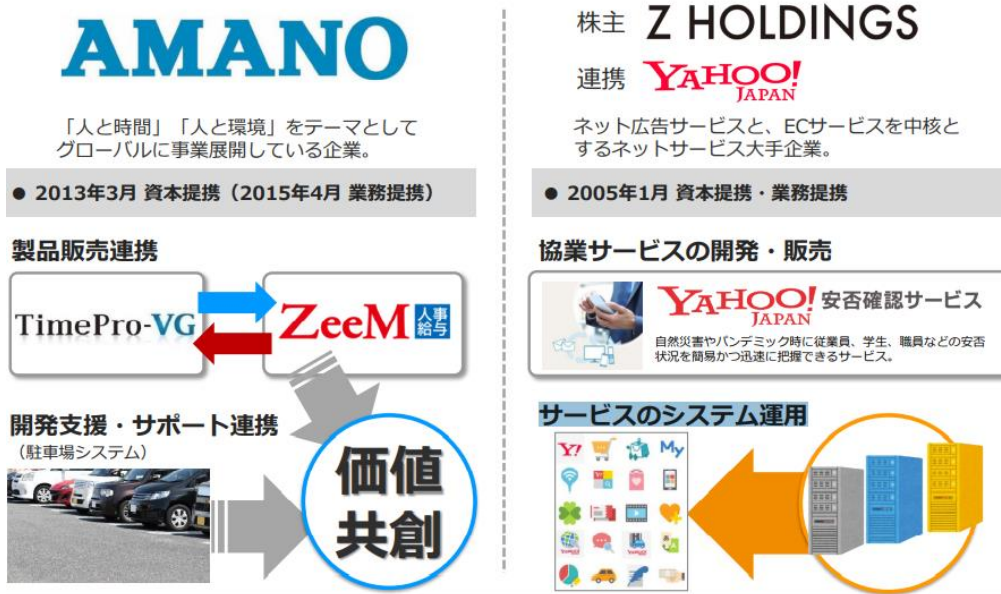 AMANO
「人と時間」「人と環境」をテーマとして
グローバルに事業展開している企業。
● 2013年3月 資本提携（2015年4月 業務提携）
製品販売連携
TimePro-VG
ZeeM 人事
給与
開発支援・サポート連携
（駐車場システム）
価値
共創
株主 Z HOLDINGS
連携 YAHOO!
JAPAN
ネット広告サービスと、ECサービスを中核と
するネットサービス大手企業。
● 2005年1月 資本提携・業務提携
協業サービスの開発・販売
YAHOO! 安否確認サービス
JAPAN
自然災害やパンデミック時に従業員、学生、職員などの安否
状況を簡易かつ迅速に把握できるサービス。
サービスのシステム運用
Y! My